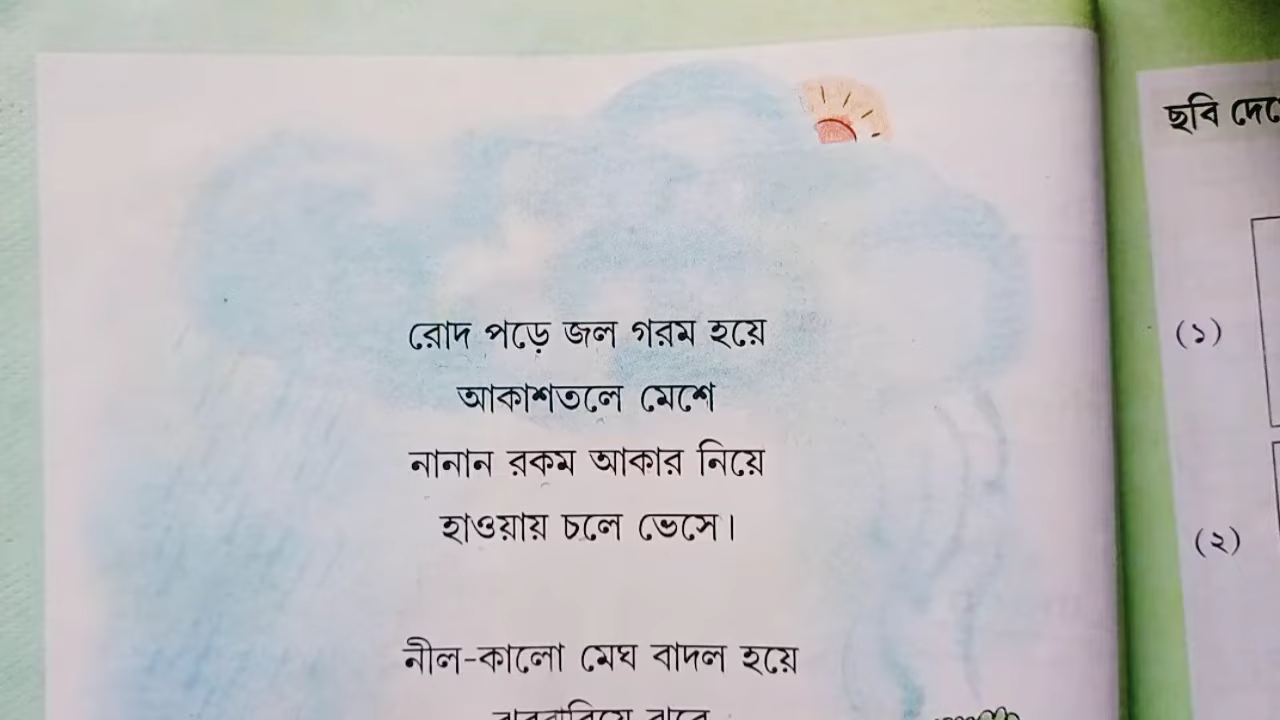 রোদ পড়ে জল গরম হয়ে
আকাশতলে মেশে
নানান রকম আকার নিয়ে
হাওয়ায় চলে ভেসে।
নীল-কালো মেঘ বাদল হয়ে
ছবি
(১)
(২)